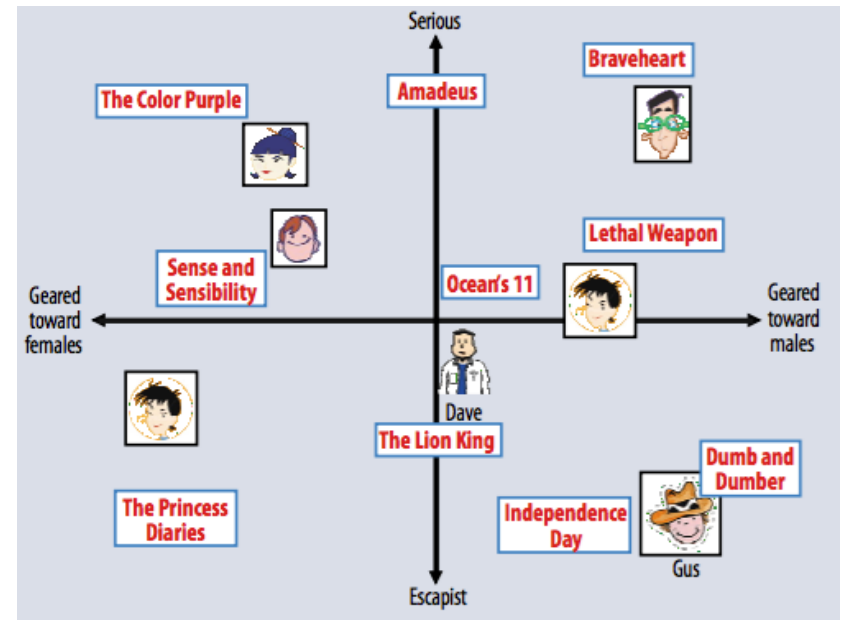 Serious
Braveheart
Amadeus
The Color Purple
Lethal Weapon
Sense and
Sensibility
Ocean's 11
Geared
toward
females
Geared
toward
males
Dave
The Lion King
Dumb and
Dumber
The Princess
Diaries
Independence
Day
Gus
Escapist